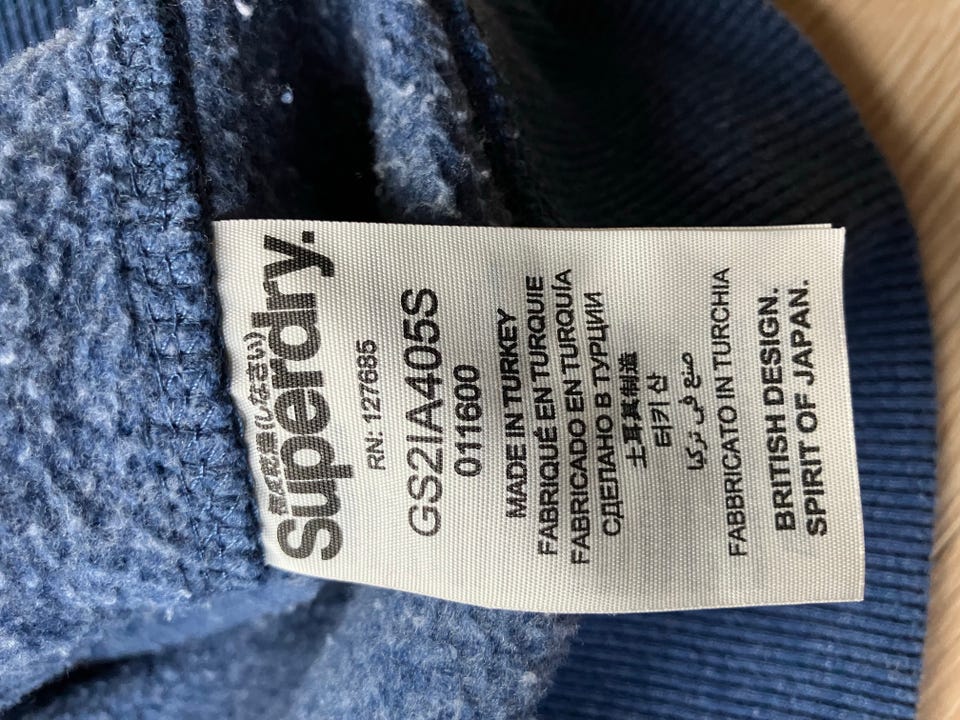 極度乾燥(しなさい)
Superdry.
RN: 127685
GS2IA405S
011600
MADE IN TURKEY
FABRIQUÉ EN TURQUIE
FABRICADO EN TURQUÍA
СДЕЛАНО В ТУРЦИИ
土耳其制造
터키 산
صنع فى تركيا
FABBRICATO IN TURCHIA
BRITISH DESIGN.
SPIRIT OF JAPAN.